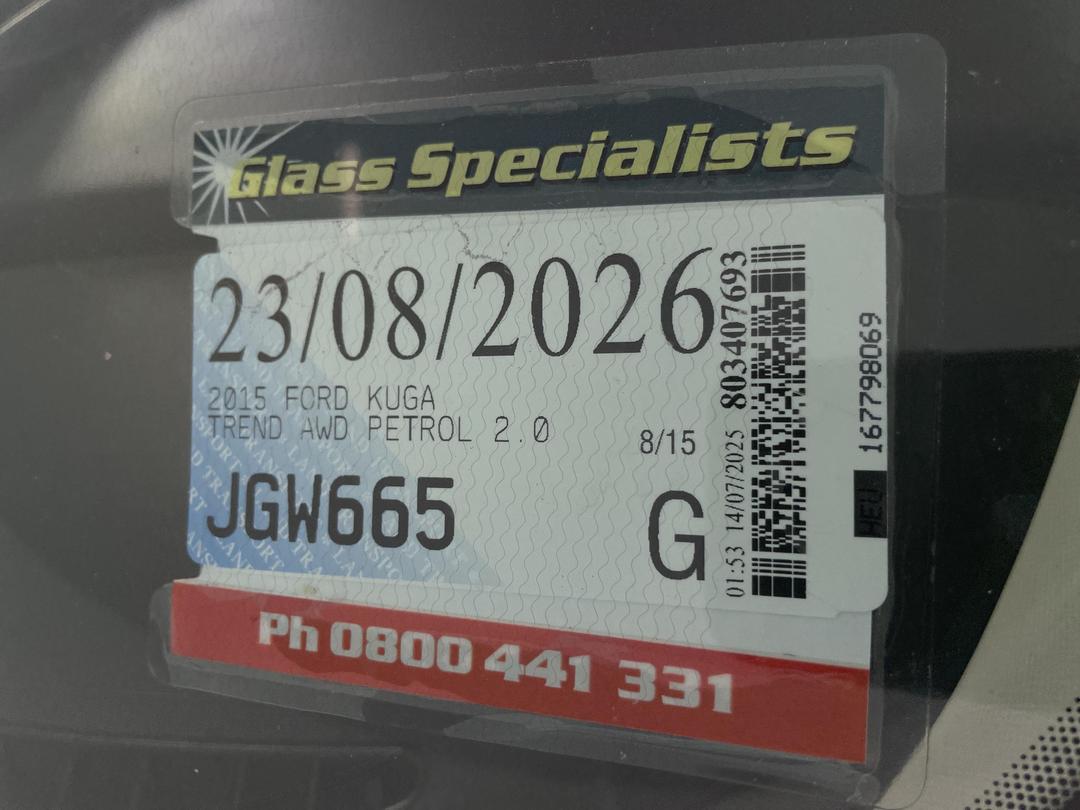 Glass Specialists
23/08/2026
2015 FORD KUGA
TREND AWD PETROL 2.0
8/15
JGW665
G
01:53 14/07/2025 803407693
HEU 1677798069
Ph 0800 441 331